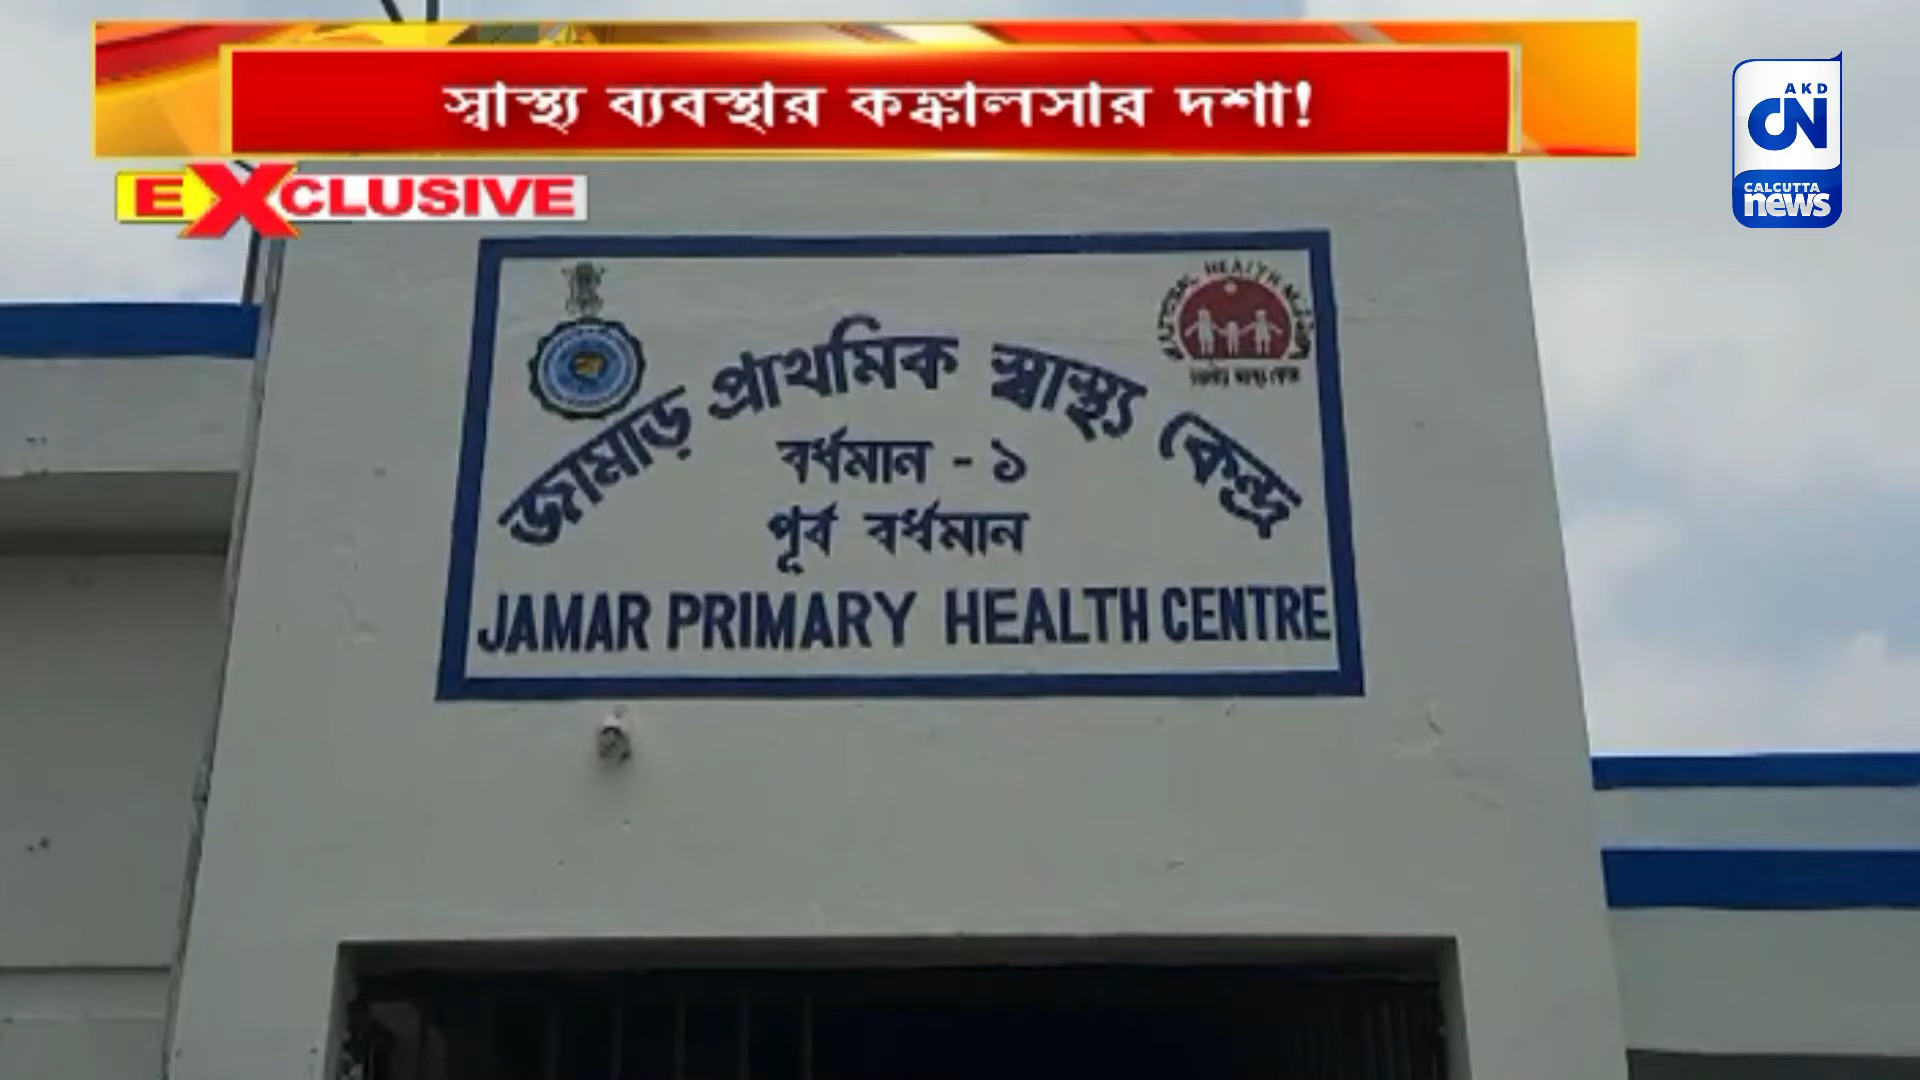 স্বাস্থ্য ব্যবস্থার কঙ্কালসার দশা!
AKD
CN
CALCUTTA
news
EXCLUSIVE
জামাড় প্রাথমিক স্বাস্থ্য কেন্দ্র
বর্ধমান - ১
পূর্ব বর্ধমান
JAMAR PRIMARY HEALTH CENTRE